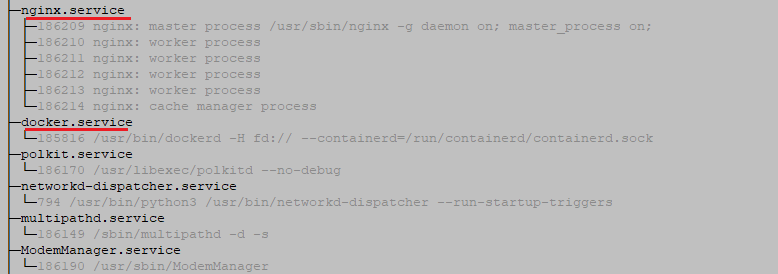 ─nginx.service
├─186209 nginx: master process /usr/sbin/nginx -g daemon on; master_process on;
├─186210 nginx: worker process
├─186211 nginx: worker process
├─186212 nginx: worker process
├─186213 nginx: worker process
└─186214 nginx: cache manager process
─docker.service
└─185816 /usr/bin/dockerd -H fd:// --containerd=/run/containerd/containerd.sock
─polkit.service
└─186170 /usr/libexec/polkitd --no-debug
─networkd-dispatcher.service
└─794 /usr/bin/python3 /usr/bin/networkd-dispatcher --run-startup-triggers
─multipathd.service
└─186149 /sbin/multipathd -d -s
─ModemManager.service
└─186190 /usr/sbin/ModemManager